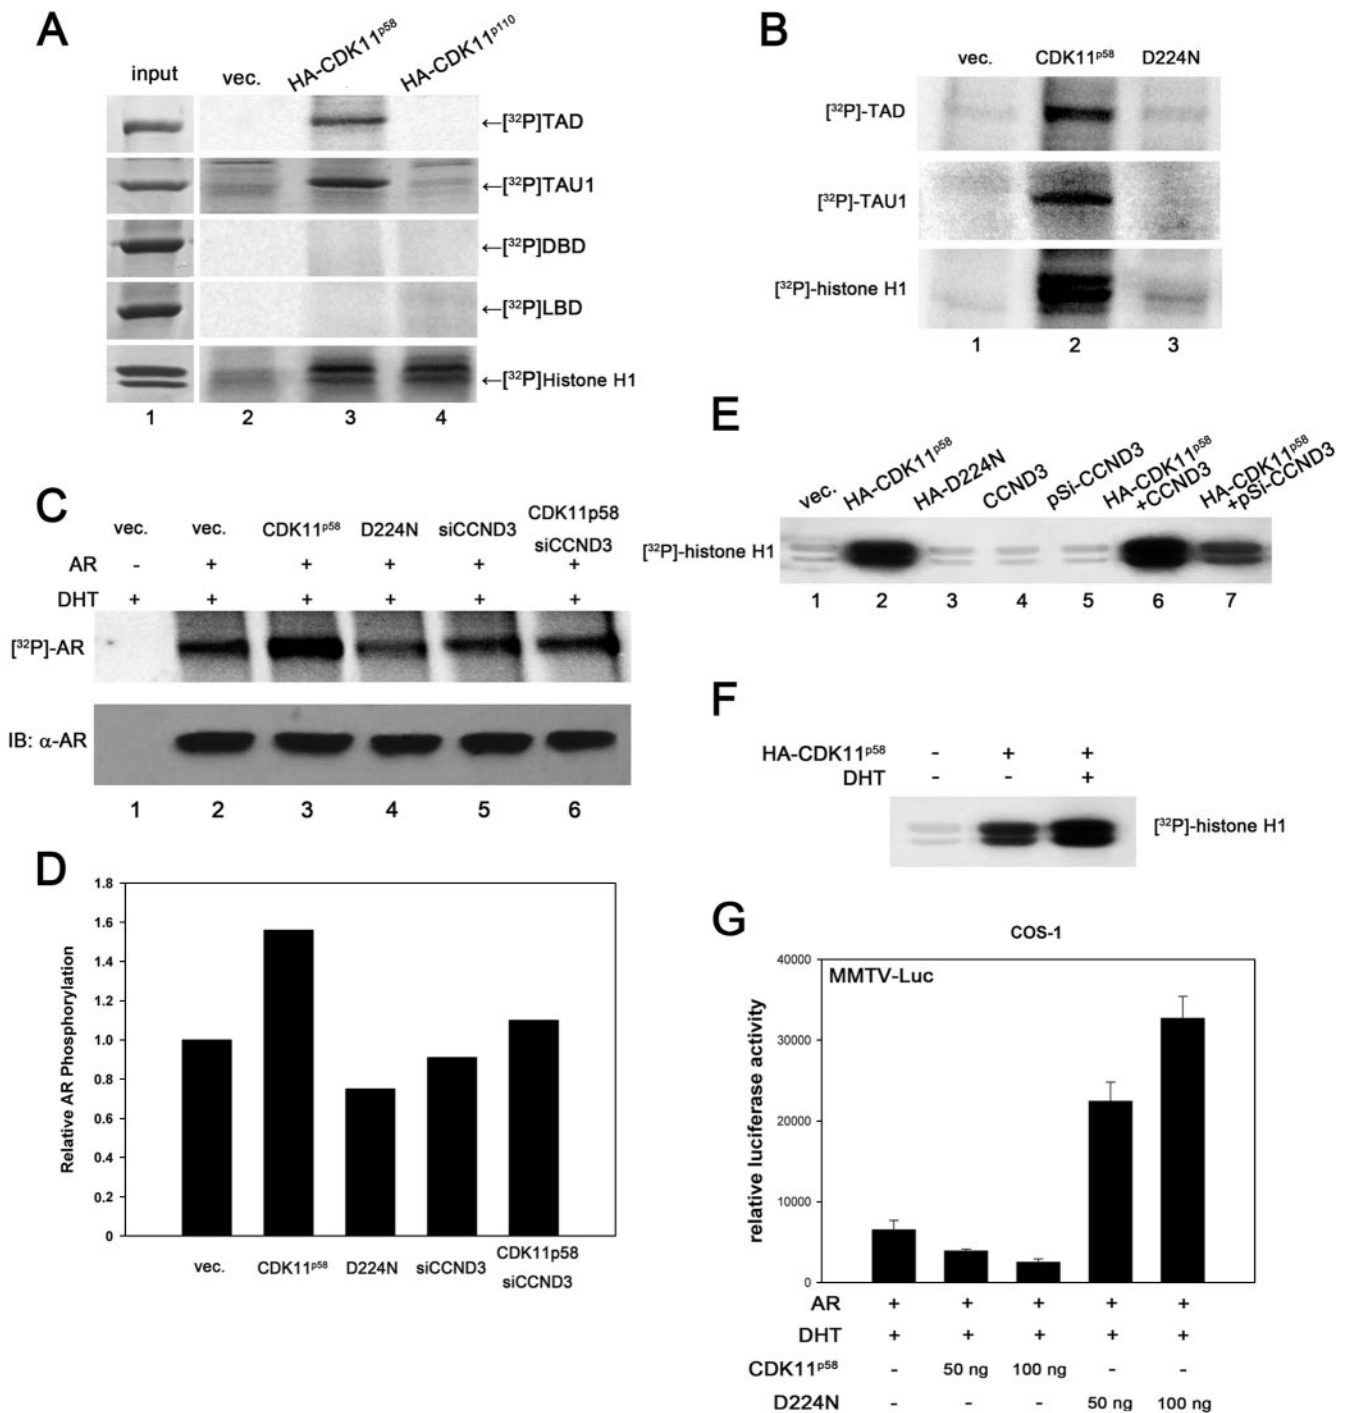 A
input vec. HA-CDK11p58 HA-CDK11p110
←[32P]TAD
←[32P]TAU1
←[32P]DBD
←[32P]LBD
←[32P]Histone H1
1 2 3 4
B
vec. CDK11p58 D224N
[32P]-TAD
[32P]-TAU1
[32P]-histone H1
1 2 3
C
vec. vec. CDK11p58 D224N siCCND3 CDK11p58
siCCND3
AR - + + + + +
DHT + + + + + +
[32P]-AR
IB: α-AR
1 2 3 4 5 6
D
1.8
1.6
1.4
1.2
1.0
0.8
0.6
0.4
0.2
0
Relative AR Phosphorylation
vec. CDK11p58 D224N siCCND3 CDK11p58
siCCND3
E
vec. HA-CDK11p58 HA-D224N CCND3 pSi-CCND3 HA-CDK11p58 HA-CDK11p58
+CCND3 +pSi-CCND3
[32P]-histone H1
1 2 3 4 5 6 7
F
HA-CDK11p58 - + +
DHT - - +
[32P]-histone H1
G
COS-1
MMTV-Luc
40000
30000
20000
10000
0
relative luciferase activity
AR + + + + +
DHT + + + + +
CDK11p58 - 50 ng 100 ng - -
D224N - - - 50 ng 100 ng